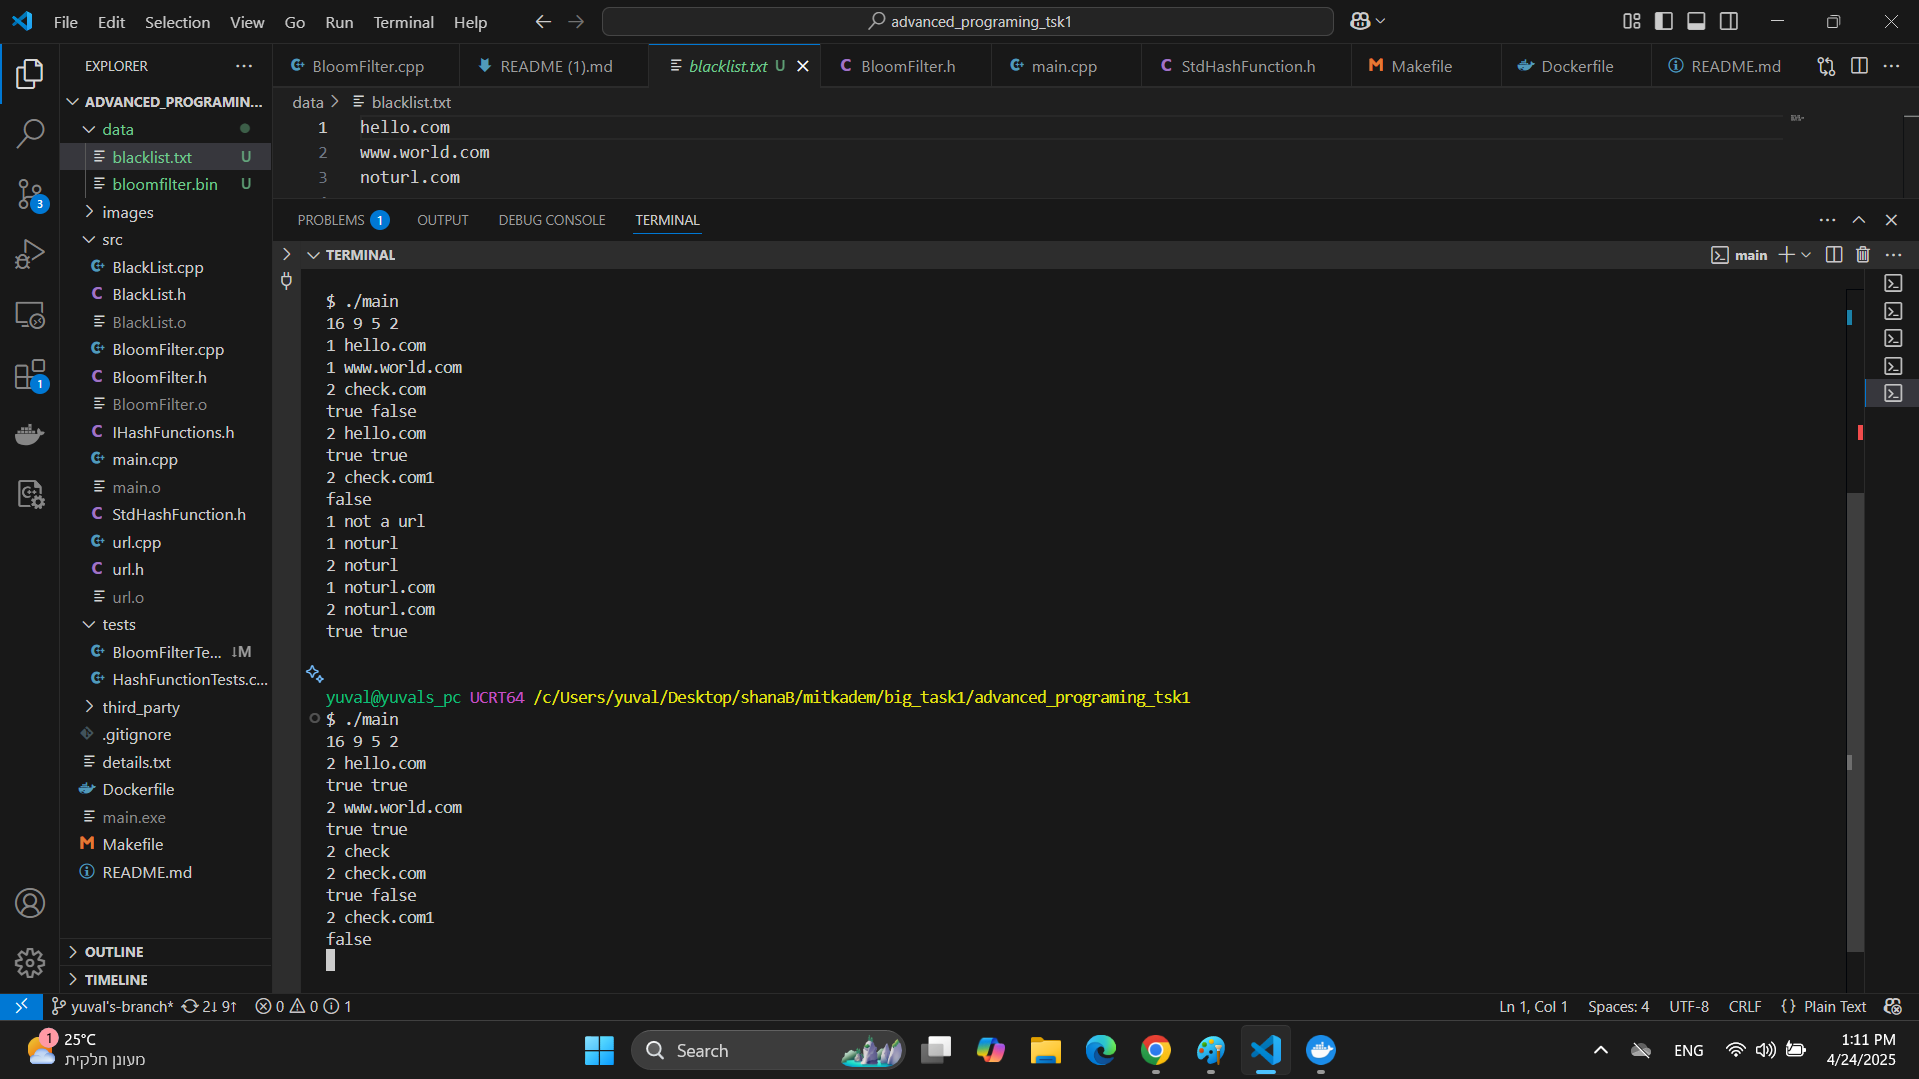 File Edit Selection View Go Run Terminal Help
advanced_programing_tsk1
EXPLORER
ADVANCED_PROGRAMIN...
data
blacklist.txt U
bloomfilter.bin U
images
src
BlackList.cpp
BlackList.h
BlackList.o
BloomFilter.cpp
BloomFilter.h
BloomFilter.o
IHashFunctions.h
main.cpp
main.o
StdHashFunction.h
url.cpp
url.h
url.o
tests
BloomFilterTe... ↓M
HashFunctionTests.c...
third_party
.gitignore
details.txt
Dockerfile
main.exe
Makefile
README.md
OUTLINE
TIMELINE
3
1
BloomFilter.cpp README (1).md blacklist.txt U BloomFilter.h main.cpp StdHashFunction.h Makefile Dockerfile README.md
data > blacklist.txt
1 hello.com
2 www.world.com
3 noturl.com
PROBLEMS 1 OUTPUT DEBUG CONSOLE TERMINAL
TERMINAL
main
$ ./main
16 9 5 2
1 hello.com
1 www.world.com
2 check.com
true false
2 hello.com
true true
2 check.com1
false
1 not a url
1 noturl
2 noturl
1 noturl.com
2 noturl.com
true true
yuval@yuvals_pc UCRT64 /c/Users/yuval/Desktop/shanaB/mitkadem/big_task1/advanced_programing_tsk1
$ ./main
16 9 5 2
2 hello.com
true true
2 www.world.com
true true
2 check
2 check.com
true false
2 check.com1
false
yuval's-branch* 2↓ 9↑ 0 0 1
Ln 1, Col 1 Spaces: 4 UTF-8 CRLF {} Plain Text
1
25°C
מעונן חלקית
Search
ENG
1:11 PM
4/24/2025